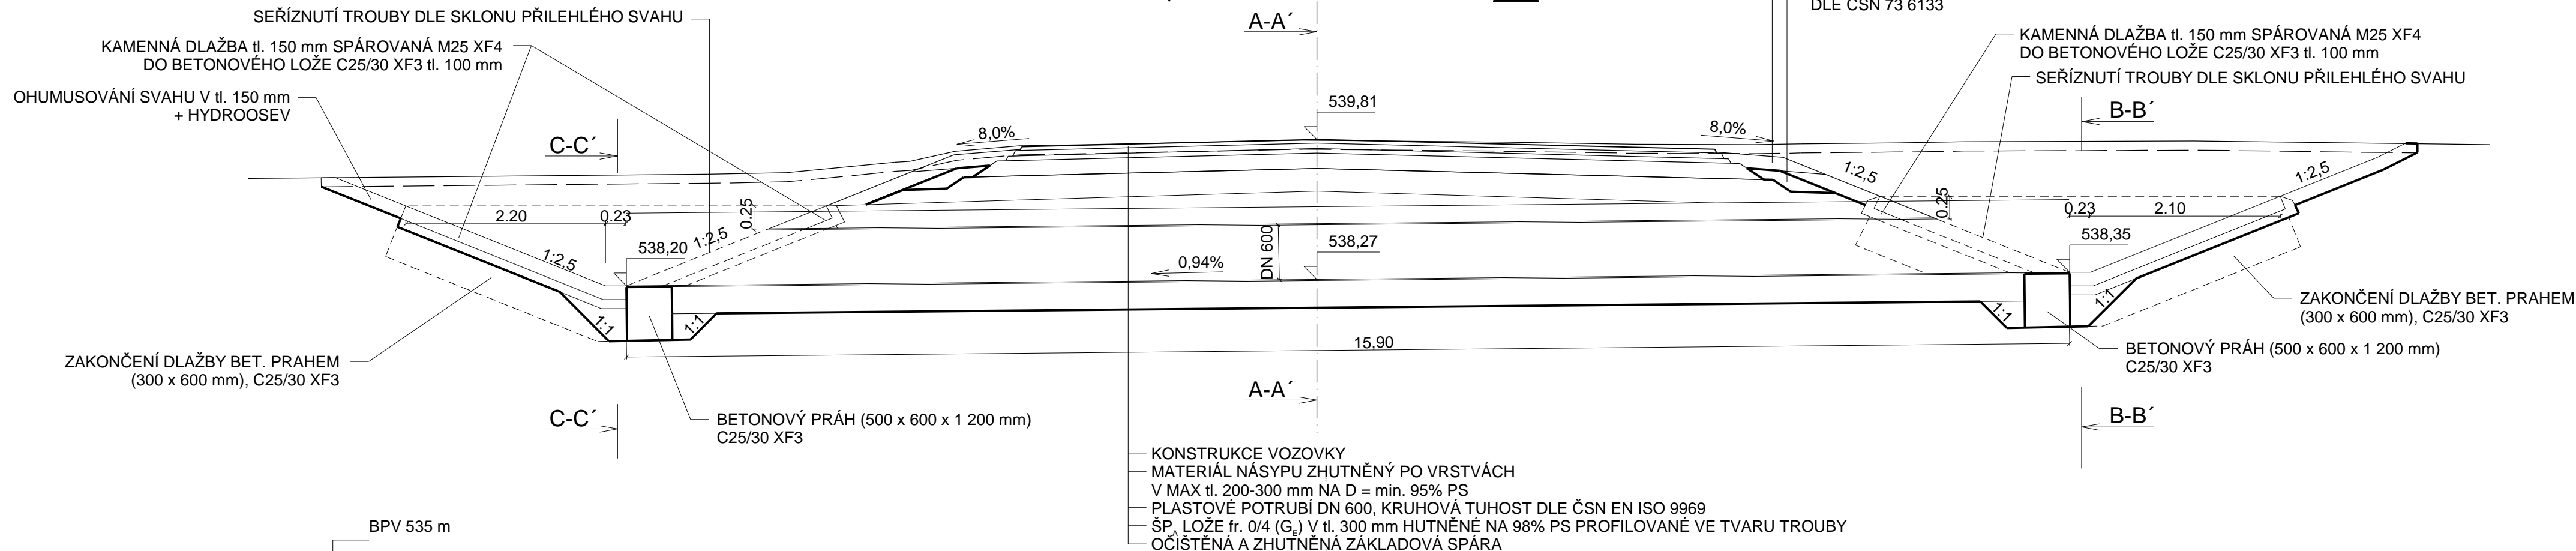 SEŘÍZNUTÍ TROUBY DLE SKLONU PŘILEHLÉHO SVAHU
KAMENNÁ DLAŽBA tl. 150 mm SPÁROVANÁ M25 XF4
DO BETONOVÉHO LOŽE C25/30 XF3 tl. 100 mm
OHUMUSOVÁNÍ SVAHU V tl. 150 mm
+ HYDROOSEV
A-A´
DLE ČSN 73 6133
KAMENNÁ DLAŽBA tl. 150 mm SPÁROVANÁ M25 XF4
DO BETONOVÉHO LOŽE C25/30 XF3 tl. 100 mm
SEŘÍZNUTÍ TROUBY DLE SKLONU PŘILEHLÉHO SVAHU
539,81
B-B´
C-C´
8,0%
8,0%
1:2,5
1:2,5
2.20
0.23
0.25
0.25
0.23
2.10
538,20
1:2,5
1:2,5
DN 600
538,27
538,35
0,94%
1:1
1:1
1:1
1:1
15,90
ZAKONČENÍ DLAŽBY BET. PRAHEM
(300 x 600 mm), C25/30 XF3
ZAKONČENÍ DLAŽBY BET. PRAHEM
(300 x 600 mm), C25/30 XF3
BETONOVÝ PRÁH (500 x 600 x 1 200 mm)
C25/30 XF3
A-A´
C-C´
BETONOVÝ PRÁH (500 x 600 x 1 200 mm)
C25/30 XF3
B-B´
KONSTRUKCE VOZOVKY
MATERIÁL NÁSYPU ZHUTNĚNÝ PO VRSTVÁCH
V MAX tl. 200-300 mm NA D = min. 95% PS
PLASTOVÉ POTRUBÍ DN 600, KRUHOVÁ TUHOST DLE ČSN EN ISO 9969
ŠPA LOŽE fr. 0/4 (GE) V tl. 300 mm HUTNĚNÉ NA 98% PS PROFILOVANÉ VE TVARU TROUBY
OČIŠTĚNÁ A ZHUTNĚNÁ ZÁKLADOVÁ SPÁRA
BPV 535 m